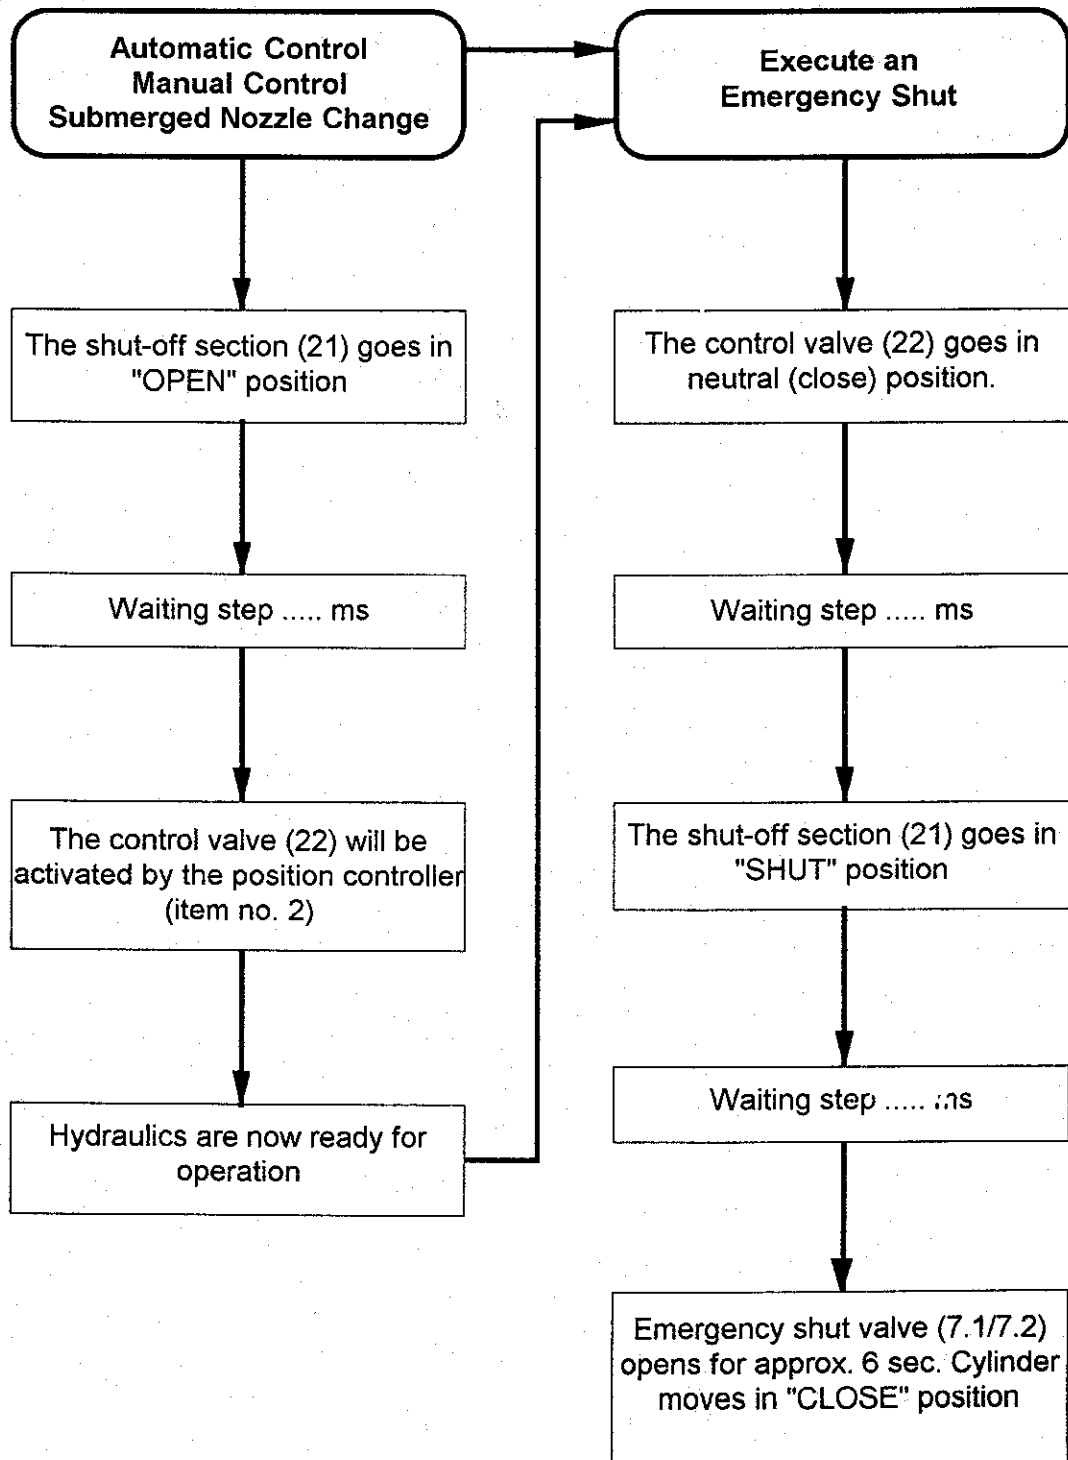 Automatic Control
Manual Control
Submerged Nozzle Change
The shut-off section (21) goes in
"OPEN" position
Waiting step ..... ms
The control valve (22) will be
activated by the position controller
(item no. 2)
Hydraulics are now ready for
operation
Execute an
Emergency Shut
The control valve (22) goes in
neutral (close) position.
Waiting step ..... ms
The shut-off section (21) goes in
"SHUT" position
Waiting step ..... ms
Emergency shut valve (7.1/7.2)
opens for approx. 6 sec. Cylinder
moves in "CLOSE" position